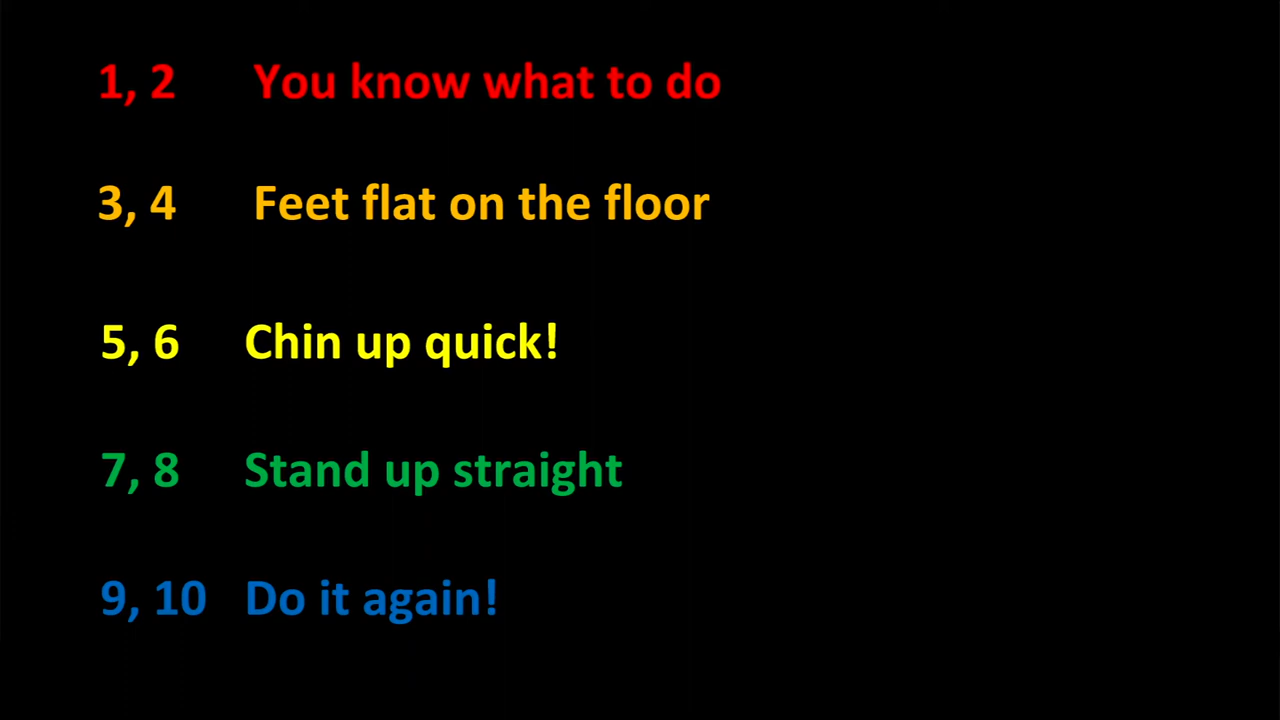 1, 2 You know what to do
3, 4 Feet flat on the floor
5, 6 Chin up quick!
7, 8 Stand up straight
9, 10 Do it again!